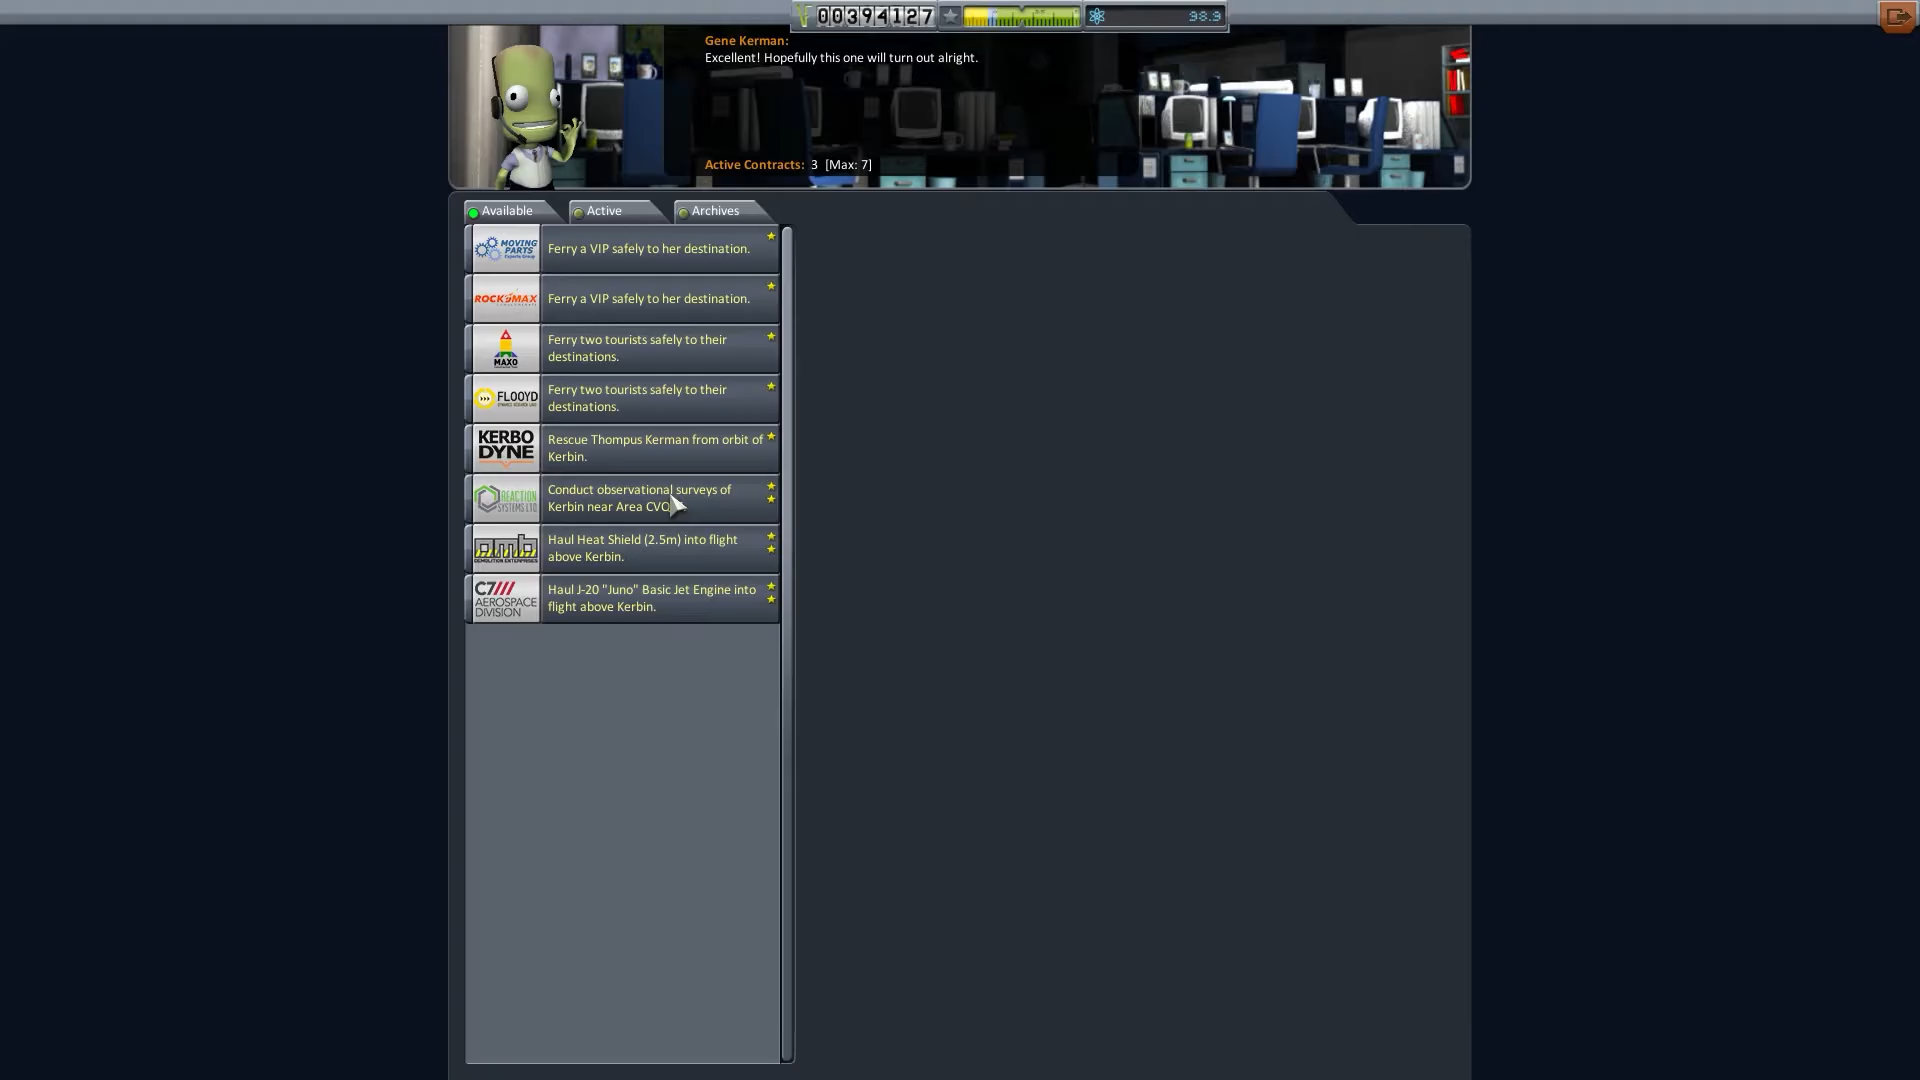 00394127
38.3
Gene Kerman:
Excellent! Hopefully this one will turn out alright.
Active Contracts: 3 [Max: 7]
Available
Active
Archives
MOVING PARTS
Experts Group
Ferry a VIP safely to her destination.
ROCKOMAX
Ferry a VIP safely to her destination.
MAXO
Ferry two tourists safely to their
destinations.
FLOOYD
Ferry two tourists safely to their
destinations.
KERBO
DYNE
Rescue Thompus Kerman from orbit of
Kerbin.
REACTION
SYSTEMS LTD
Conduct observational surveys of
Kerbin near Area
DEMOLITION ENTERPRISES
Haul Heat Shield (2.5m) into flight
above Kerbin.
C7
AEROSPACE
DIVISION
Haul J-20 "Juno" Basic Jet Engine into
flight above Kerbin.